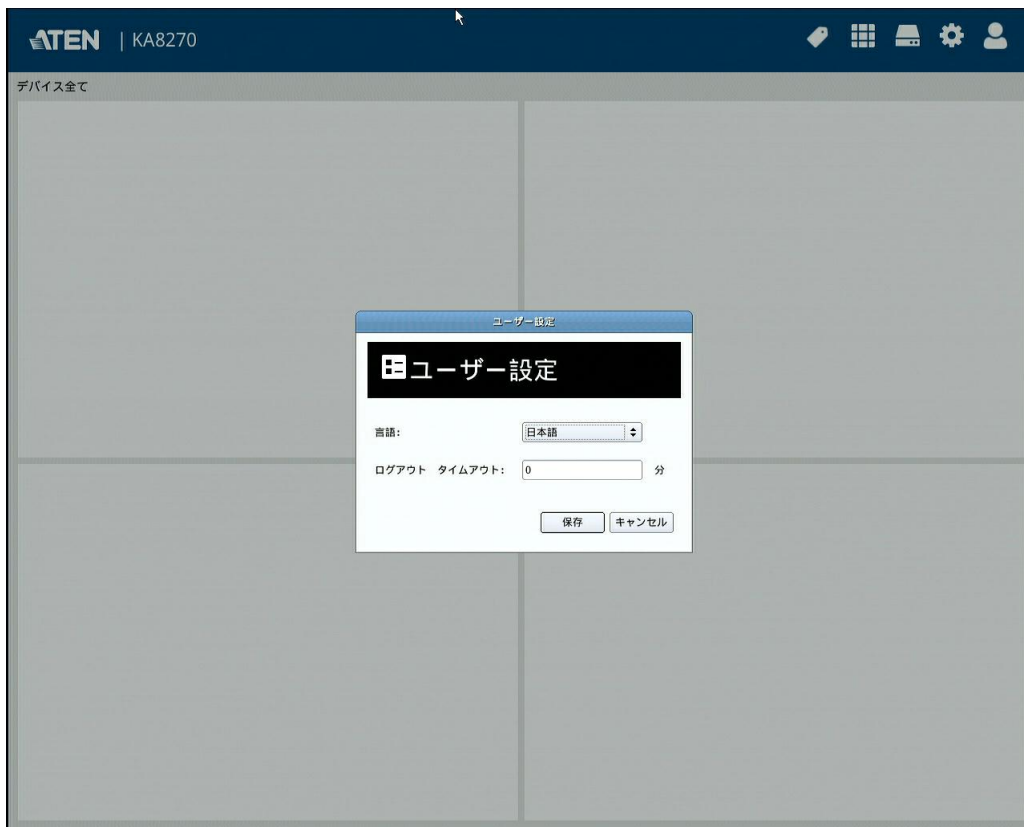 ATEN | KA8270
デバイス全て
ユーザー設定
ユーザー設定
言語: 日本語
ログアウト タイムアウト: 0 分
保存 キャンセル